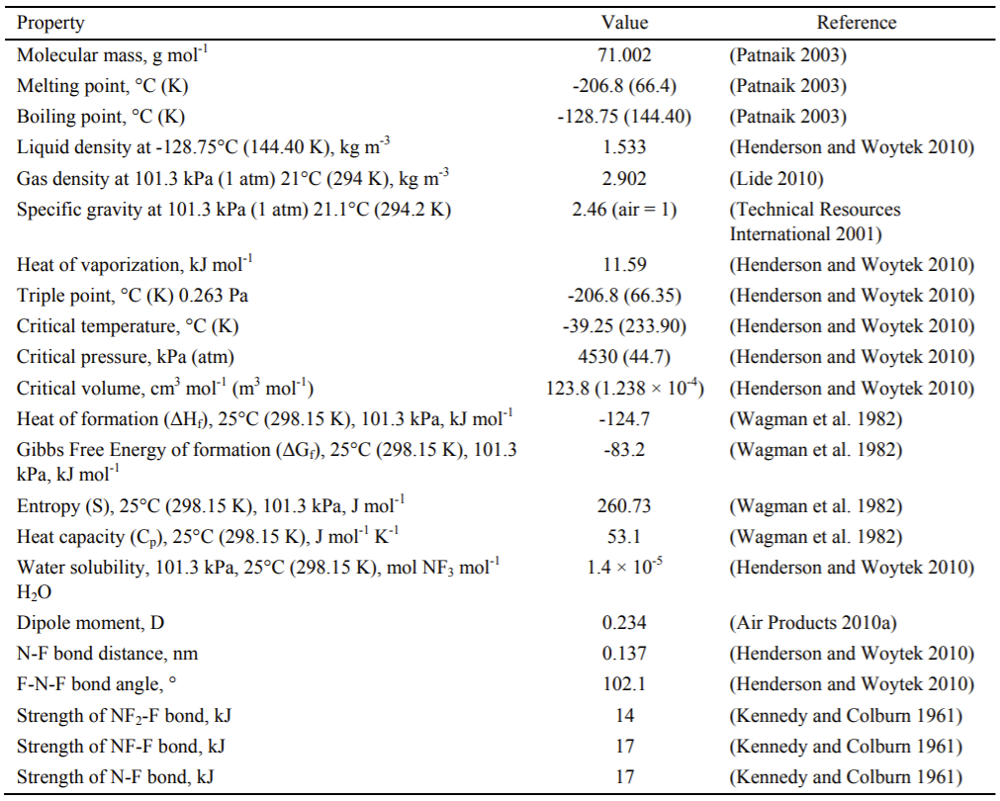 Property Value Reference
Molecular mass, g mol⁻¹ 71.002 (Patnaik 2003)
Melting point, °C (K) -206.8 (66.4) (Patnaik 2003)
Boiling point, °C (K) -128.75 (144.40) (Patnaik 2003)
Liquid density at -128.75°C (144.40 K), kg m⁻³ 1.533 (Henderson and Woytek 2010)
Gas density at 101.3 kPa (1 atm) 21°C (294 K), kg m⁻³ 2.902 (Lide 2010)
Specific gravity at 101.3 kPa (1 atm) 21.1°C (294.2 K) 2.46 (air = 1) (Technical Resources
International 2001)
Heat of vaporization, kJ mol⁻¹ 11.59 (Henderson and Woytek 2010)
Triple point, °C (K) 0.263 Pa -206.8 (66.35) (Henderson and Woytek 2010)
Critical temperature, °C (K) -39.25 (233.90) (Henderson and Woytek 2010)
Critical pressure, kPa (atm) 4530 (44.7) (Henderson and Woytek 2010)
Critical volume, cm³ mol⁻¹ (m³ mol⁻¹) 123.8 (1.238 × 10⁻⁴) (Henderson and Woytek 2010)
Heat of formation (ΔHf), 25°C (298.15 K), 101.3 kPa, kJ mol⁻¹ -124.7 (Wagman et al. 1982)
Gibbs Free Energy of formation (ΔGf), 25°C (298.15 K), 101.3 -83.2 (Wagman et al. 1982)
kPa, kJ mol⁻¹
Entropy (S), 25°C (298.15 K), 101.3 kPa, J mol⁻¹ 260.73 (Wagman et al. 1982)
Heat capacity (Cp), 25°C (298.15 K), J mol⁻¹ K⁻¹ 53.1 (Wagman et al. 1982)
Water solubility, 101.3 kPa, 25°C (298.15 K), mol NF₃ mol⁻¹ 1.4 × 10⁻⁵ (Henderson and Woytek 2010)
H₂O
Dipole moment, D 0.234 (Air Products 2010a)
N-F bond distance, nm 0.137 (Henderson and Woytek 2010)
F-N-F bond angle, ° 102.1 (Henderson and Woytek 2010)
Strength of NF₂-F bond, kJ 14 (Kennedy and Colburn 1961)
Strength of NF-F bond, kJ 17 (Kennedy and Colburn 1961)
Strength of N-F bond, kJ 17 (Kennedy and Colburn 1961)